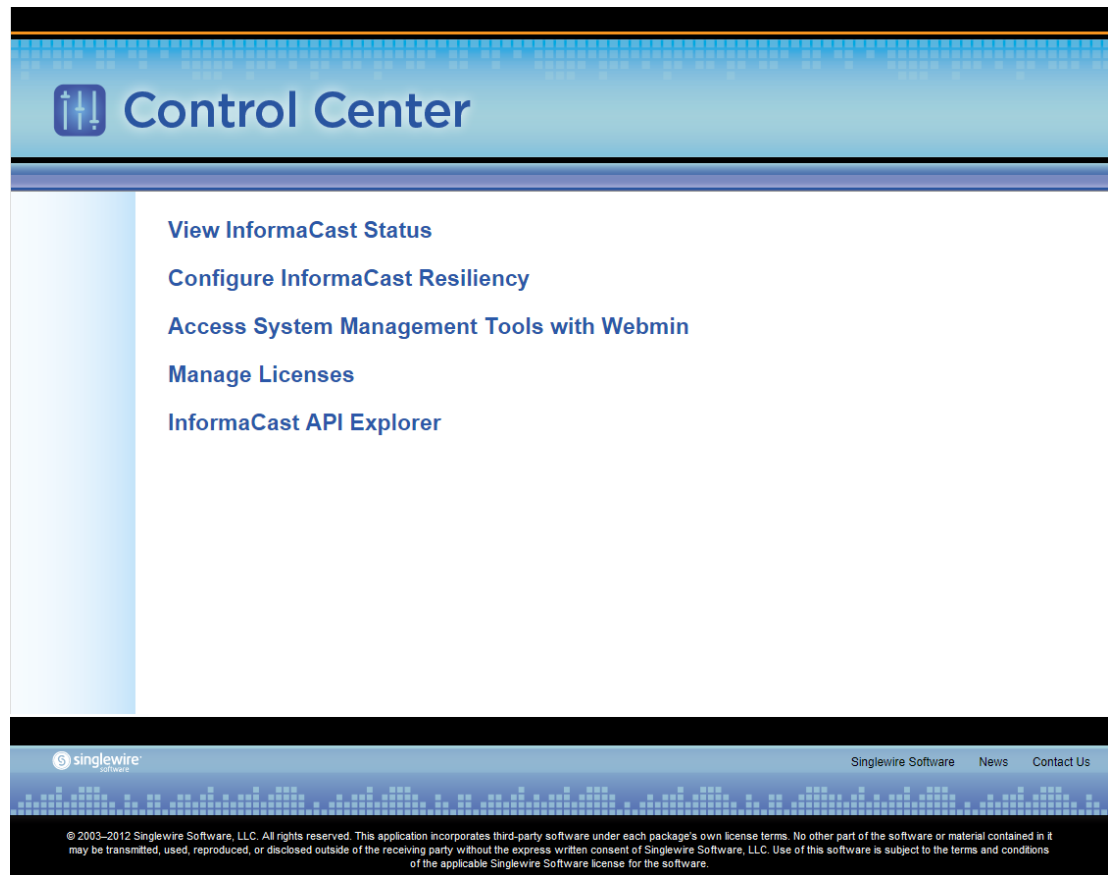 Control Center
View InformaCast Status
Configure InformaCast Resiliency
Access System Management Tools with Webmin
Manage Licenses
InformaCast API Explorer
singlewire
software
Singlewire Software News Contact Us
© 2003–2012 Singlewire Software, LLC. All rights reserved. This application incorporates third-party software under each package's own license terms. No other part of the software or material contained in it
may be transmitted, used, reproduced, or disclosed outside of the receiving party without the express written consent of Singlewire Software, LLC. Use of this software is subject to the terms and conditions
of the applicable Singlewire Software license for the software.